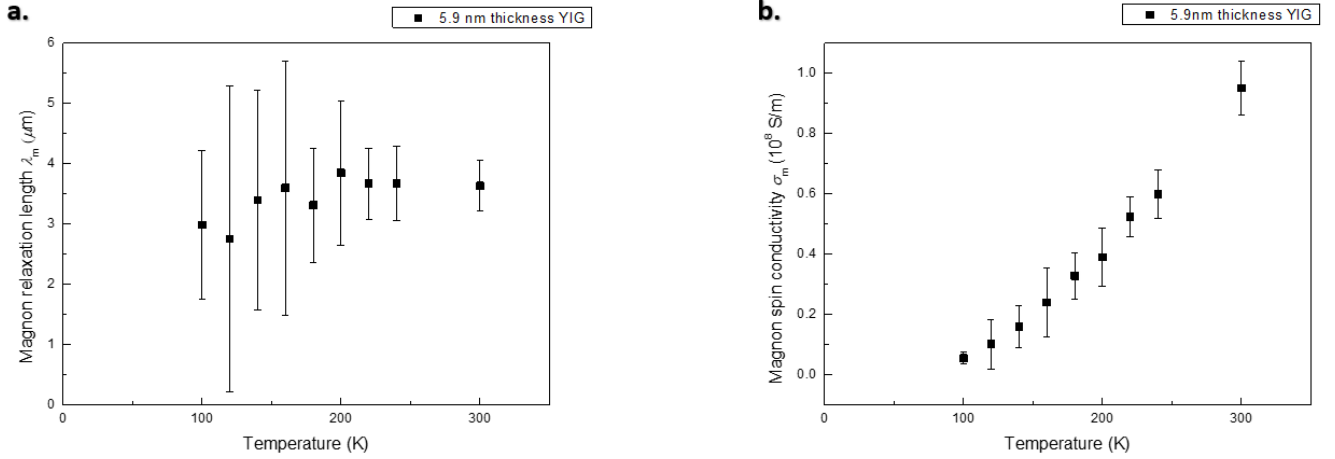 a.
5.9 nm thickness YIG
Magnon relaxation length λm (μm)
6
5
4
3
2
1
0
0 100 200 300
Temperature (K)
b.
5.9nm thickness YIG
Magnon spin conductivity σm (10⁸ S/m)
1.0
0.8
0.6
0.4
0.2
0.0
0 100 200 300
Temperature (K)